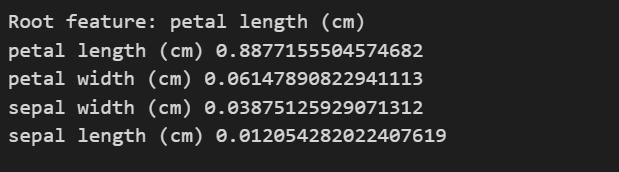 Root feature: petal length (cm)
petal length (cm) 0.8877155504574682
petal width (cm) 0.06147890822941113
sepal width (cm) 0.03875125929071312
sepal length (cm) 0.012054282022407619